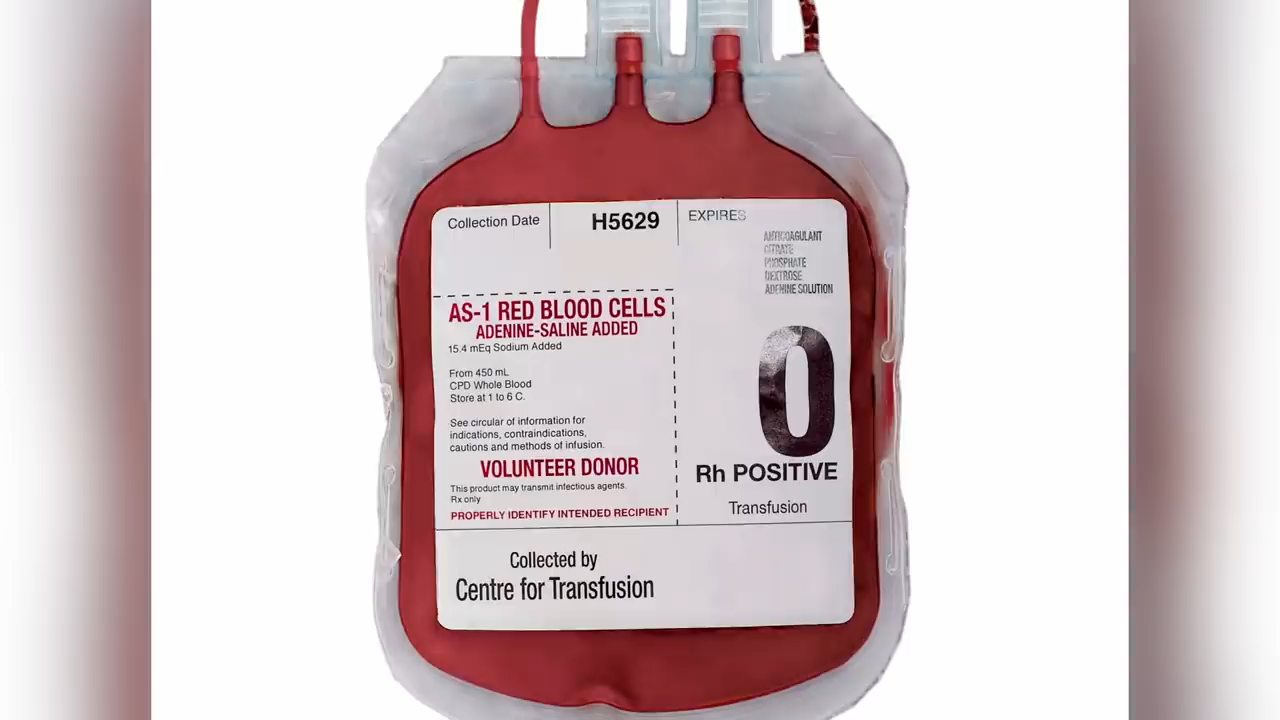 Collection Date
H5629
EXPIRES
ANTICOAGULANT
CITRATE
PHOSPHATE
DEXTROSE
ADENINE SOLUTION
AS-1 RED BLOOD CELLS
ADENINE-SALINE ADDED
15.4 mEq Sodium Added
From 450 mL
CPD Whole Blood
Store at 1 to 6 C.
See circular of information for
indications, contraindications,
cautions and methods of infusion.
VOLUNTEER DONOR
This product may transmit infectious agents.
Rx only
PROPERLY IDENTIFY INTENDED RECIPIENT
O
Rh POSITIVE
Transfusion
Collected by
Centre for Transfusion